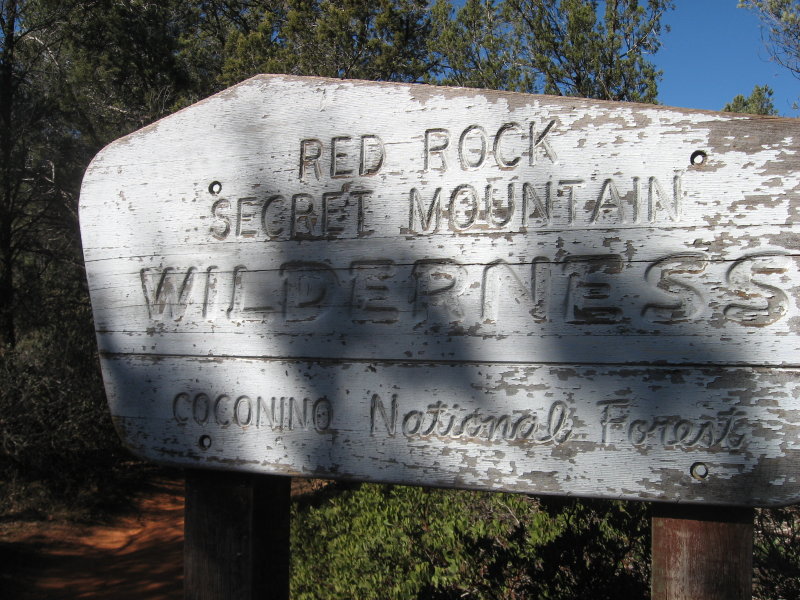 RED ROCK
SECRET MOUNTAIN
WILDERNESS
COCONINO National Forest